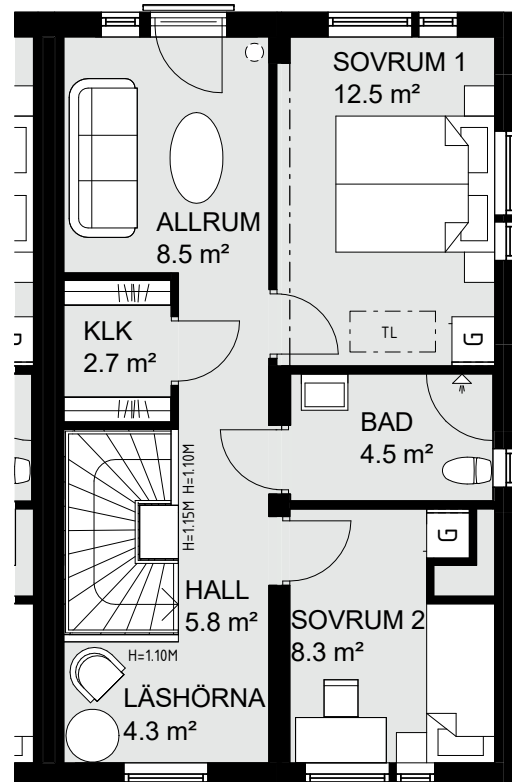 SOVRUM 1
12.5 m²
ALLRUM
8.5 m²
KLK
2.7 m²
TL
G
G
BAD
4.5 m²
H=1.10M
H=1.15M
G
HALL
5.8 m²
SOVRUM 2
8.3 m²
H=1.10M
LÄSHÖRNA
4.3 m²